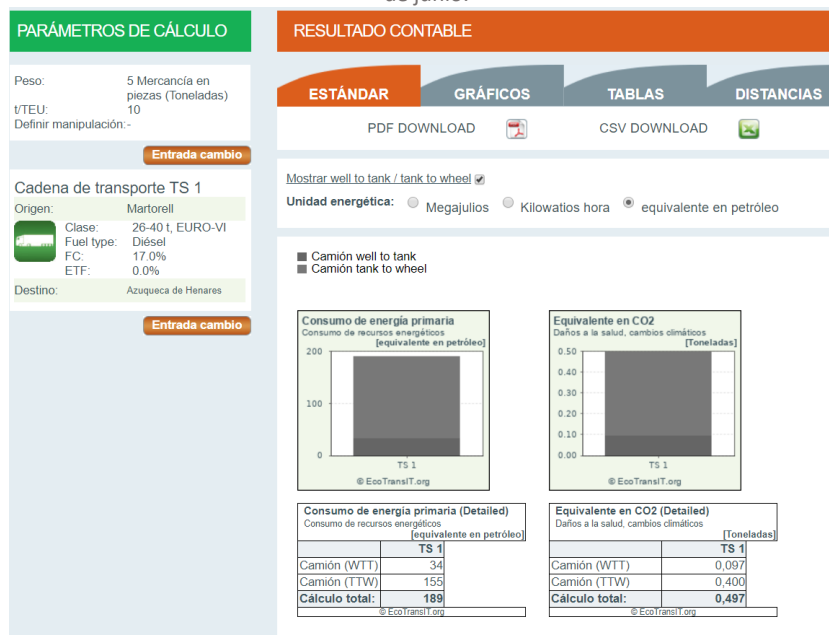 de junio.
PARÁMETROS DE CÁLCULO
RESULTADO CONTABLE
Peso: 5 Mercancía en
piezas (Toneladas)
t/TEU: 10
Definir manipulación:-
Entrada cambio
Cadena de transporte TS 1
Origen: Martorell
Clase: 26-40 t, EURO-VI
Fuel type: Diésel
FC: 17.0%
ETF: 0.0%
Destino: Azuqueca de Henares
Entrada cambio
ESTÁNDAR GRÁFICOS TABLAS DISTANCIAS
PDF DOWNLOAD CSV DOWNLOAD
Mostrar well to tank / tank to wheel
Unidad energética: Megajulios Kilowatios hora equivalente en petróleo
Camión well to tank
Camión tank to wheel
Consumo de energía primaria
Consumo de recursos energéticos
[equivalente en petróleo]
200
100
0
TS 1
© EcoTransIT.org
Equivalente en CO2
Daños a la salud, cambios climáticos
[Toneladas]
0.50
0.40
0.30
0.20
0.10
0.00
TS 1
© EcoTransIT.org
Consumo de energía primaria (Detailed)
Consumo de recursos energéticos
[equivalente en petróleo]
TS 1
Camión (WTT) 34
Camión (TTW) 155
Cálculo total: 189
© EcoTransIT.org
Equivalente en CO2 (Detailed)
Daños a la salud, cambios climáticos
[Toneladas]
TS 1
Camión (WTT) 0,097
Camión (TTW) 0,400
Cálculo total: 0,497
© EcoTransIT.org